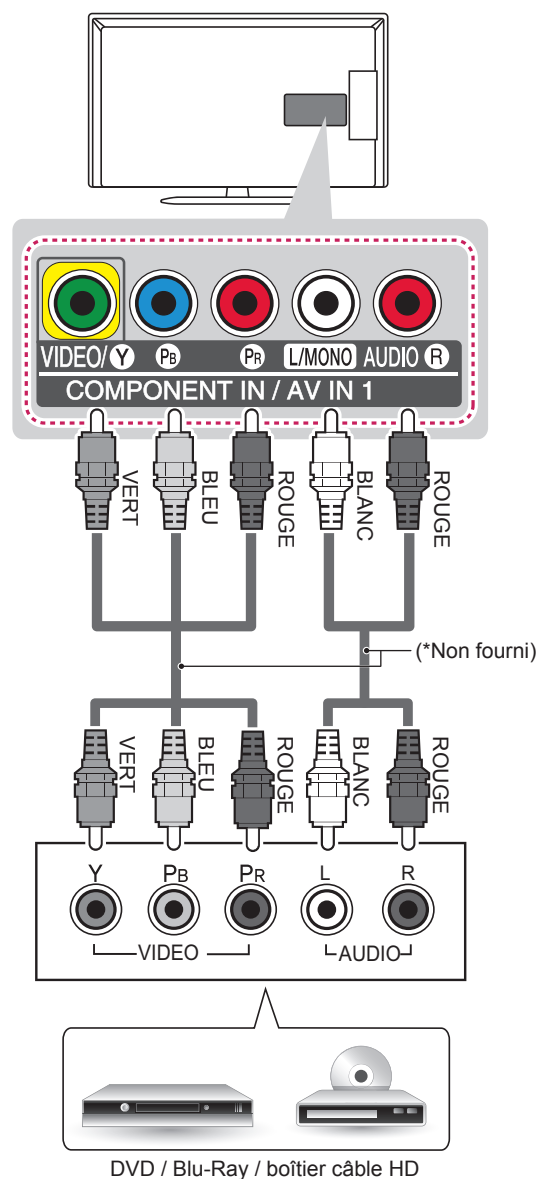 VIDEO/ Y PB PR L/MONO AUDIO R
COMPONENT IN / AV IN 1
VERT BLEU ROUGE BLANC ROUGE
(*Non fourni)
VERT BLEU ROUGE BLANC ROUGE
Y PB PR L R
VIDEO AUDIO
DVD / Blu-Ray / boîtier câble HD